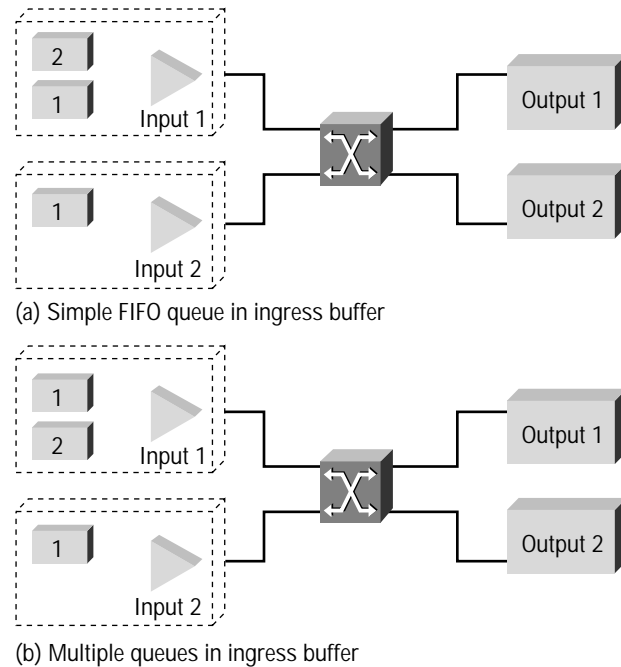 2
1
Input 1
Output 1
1
Input 2
Output 2
(a) Simple FIFO queue in ingress buffer
1
2
Input 1
Output 1
1
Input 2
Output 2
(b) Multiple queues in ingress buffer